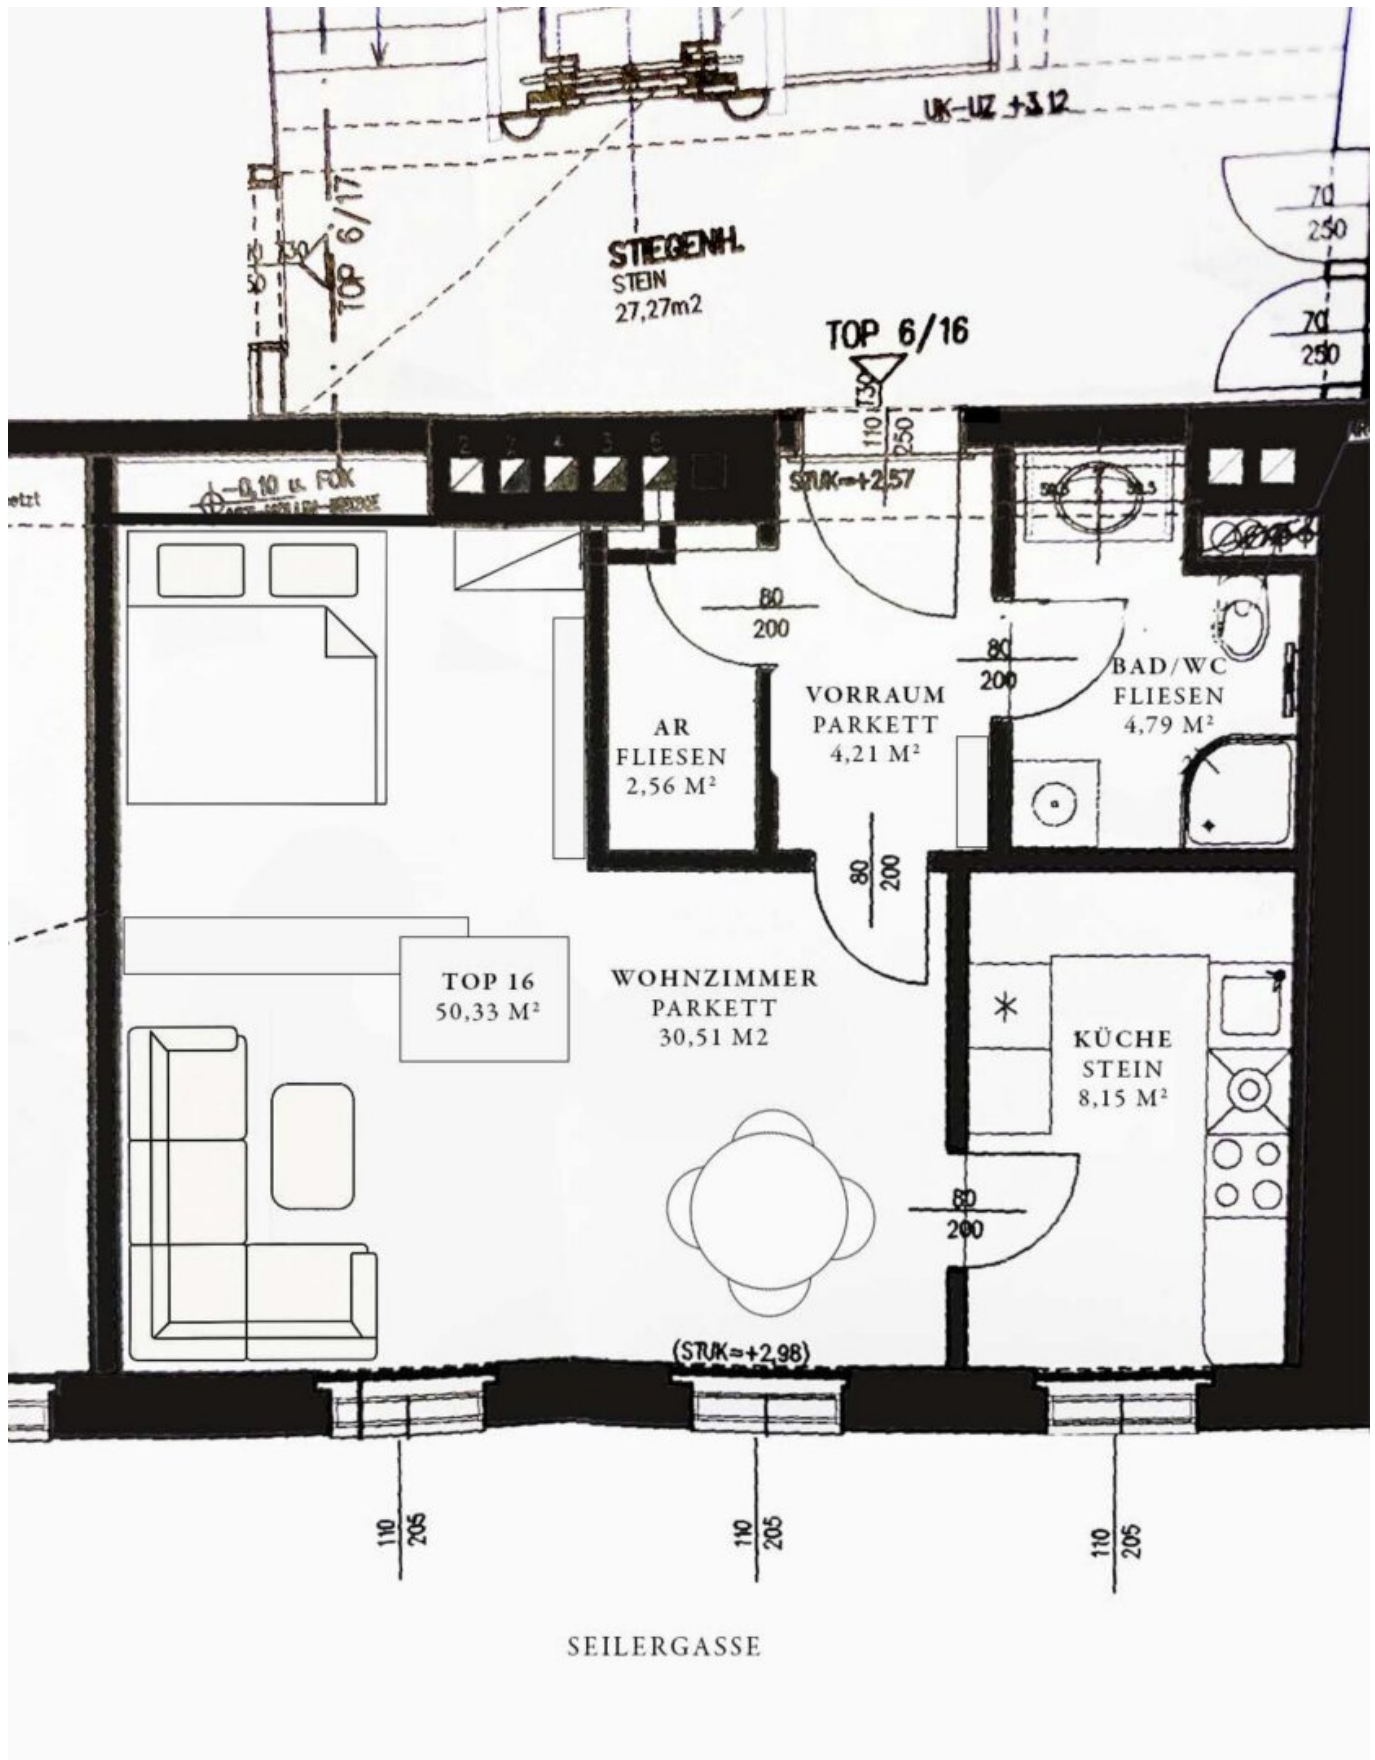 UK-UZ +3.12
TOP 6/17
70
250
STIEGENH.
STEIN
27,27m2
70
250
TOP 6/16
T30
110
250
2
2
4
3
6
-0,10 u. FOK
STUK=+2,57
80
200
80
200
BAD/WC
FLIESEN
4,79 M²
VORRAUM
PARKETT
4,21 M²
AR
FLIESEN
2,56 M²
80
200
TOP 16
50,33 M²
WOHNZIMMER
PARKETT
30,51 M2
KÜCHE
STEIN
8,15 M²
80
200
(STUK=+2,98)
110
205
110
205
110
205
SEILERGASSE